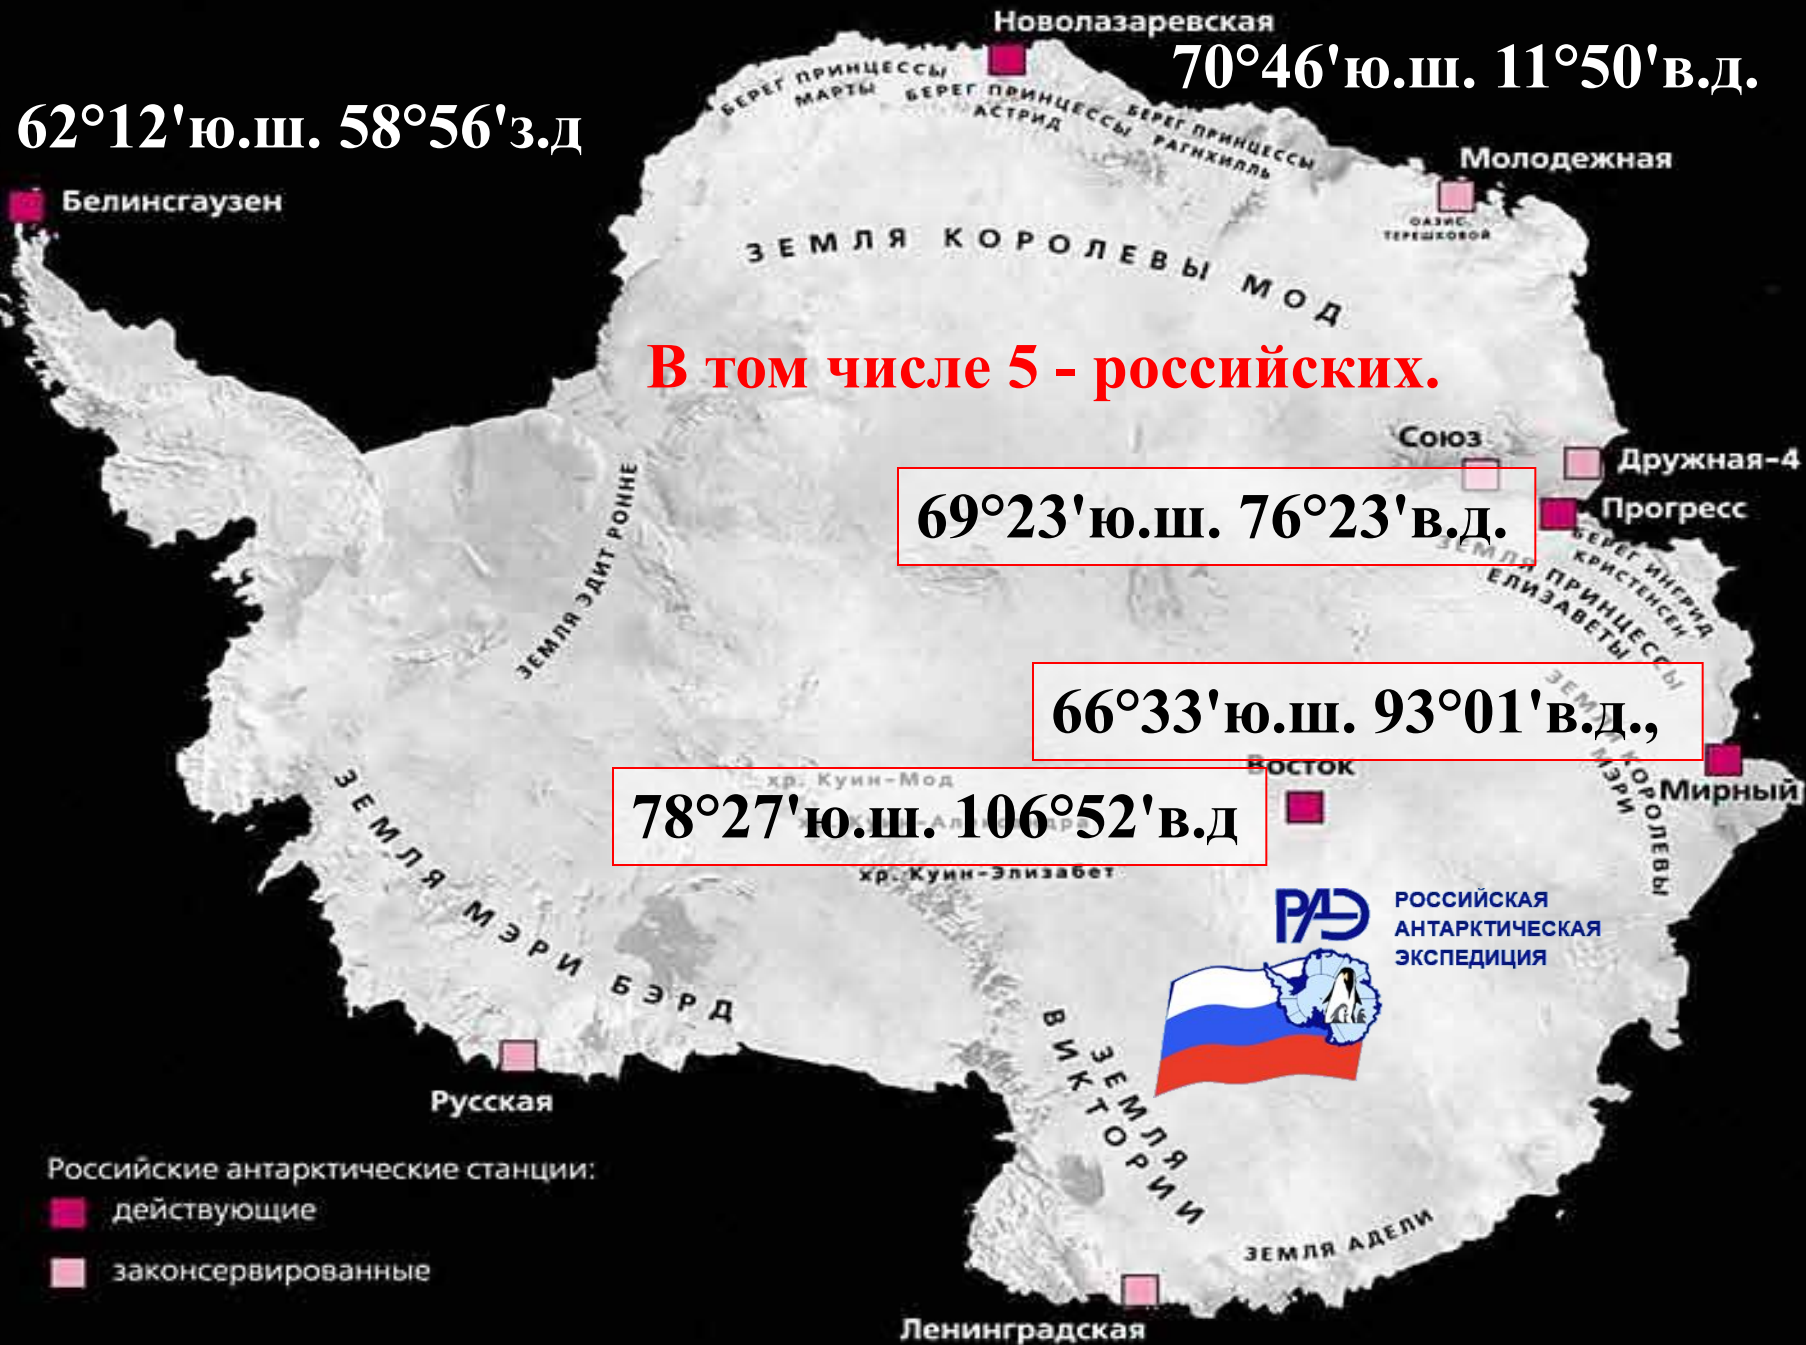 Новолазаревская
70°46'ю.ш. 11°50'в.д.
62°12'ю.ш. 58°56'з.д
Белинсгаузен
БЕРЕГ ПРИНЦЕССЫ
МАРТЫ
БЕРЕГ ПРИНЦЕССЫ
АСТРИД
БЕРЕГ ПРИНЦЕССЫ
РАГНХИЛЛЬ
Молодежная
ОАЗИС
ТЕРЕШКОВОЙ
ЗЕМЛЯ КОРОЛЕВЫ МОД
В том числе 5 - российских.
Союз
Дружная-4
69°23'ю.ш. 76°23'в.д.
Прогресс
ЗЕМЛЯ ЭДИТ РОННЕ
БЕРЕГ ИНГРИД
КРИСТЕНСЕН
ЗЕМЛЯ ПРИНЦЕССЫ
ЕЛИЗАВЕТЫ
66°33'ю.ш. 93°01'в.д.,
ЗЕМЛЯ КОРОЛЕВЫ
МЭРИ
Восток
Мирный
хр. Куин-Мод
78°27'ю.ш. 106°52'в.д
хр. Куин-Александра
хр. Куин-Элизабет
ЗЕМЛЯ МЭРИ БЭРД
РАЭ
РОССИЙСКАЯ
АНТАРКТИЧЕСКАЯ
ЭКСПЕДИЦИЯ
ЗЕМЛЯ
ВИКТОРИИ
Русская
Российские антарктические станции:
действующие
законсервированные
ЗЕМЛЯ АДЕЛИ
Ленинградская